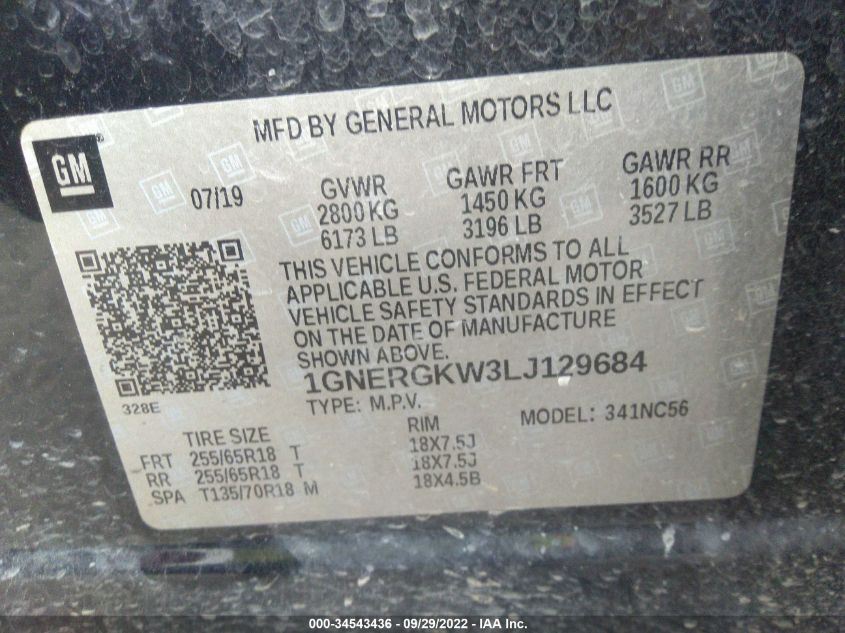 MFD BY GENERAL MOTORS LLC
GM
07/19
GVWR GAWR FRT GAWR RR
2800 KG 1450 KG 1600 KG
6173 LB 3196 LB 3527 LB
THIS VEHICLE CONFORMS TO ALL
APPLICABLE U.S. FEDERAL MOTOR
VEHICLE SAFETY STANDARDS IN EFFECT
ON THE DATE OF MANUFACTURE
SHOWN ABOVE.
1GNERGKW3LJ129684
328E
TYPE: M.P.V. MODEL: 341NC56
TIRE SIZE RIM
FRT 255/65R18 T 18X7.5J
RR 255/65R18 T 18X7.5J
SPA T135/70R18 M 18X4.5B
000-34543436 - 09/29/2022 - IAA Inc.